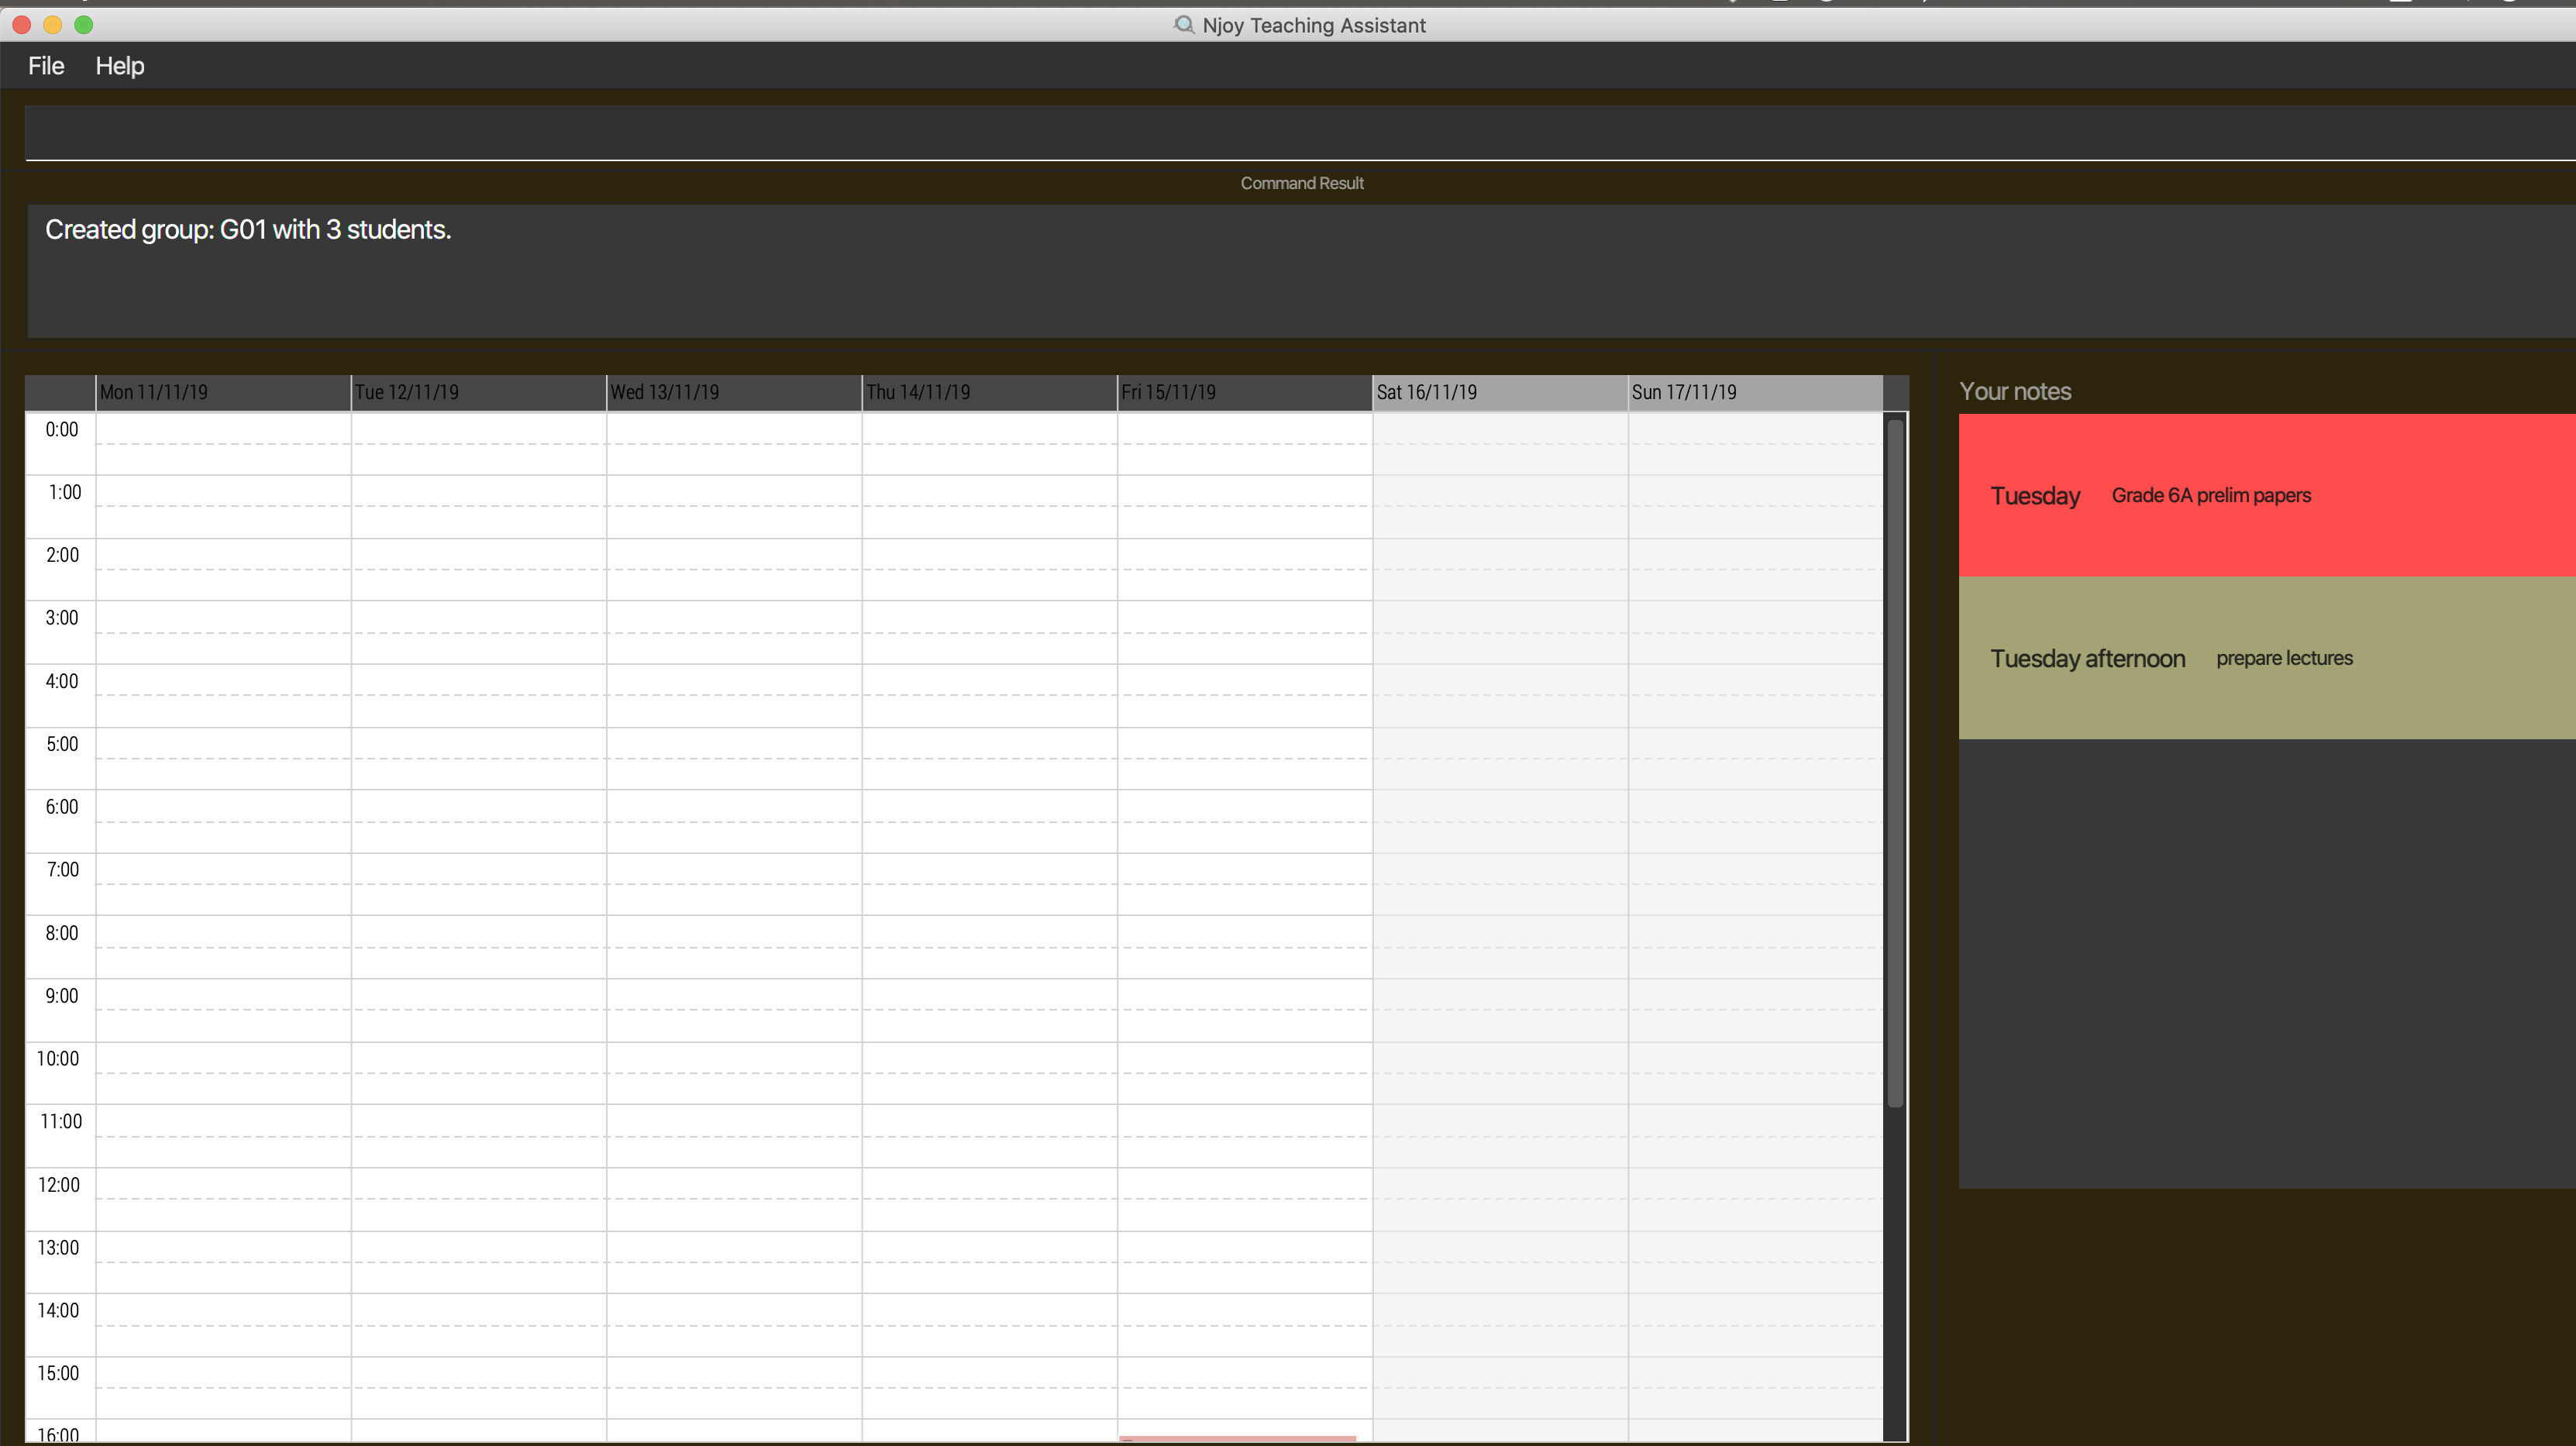 Njoy Teaching Assistant
File Help
Command Result
Created group: G01 with 3 students.
Mon 11/11/19 Tue 12/11/19 Wed 13/11/19 Thu 14/11/19 Fri 15/11/19 Sat 16/11/19 Sun 17/11/19
0:00
1:00
2:00
3:00
4:00
5:00
6:00
7:00
8:00
9:00
10:00
11:00
12:00
13:00
14:00
15:00
16:00
Your notes
Tuesday Grade 6A prelim papers
Tuesday afternoon prepare lectures